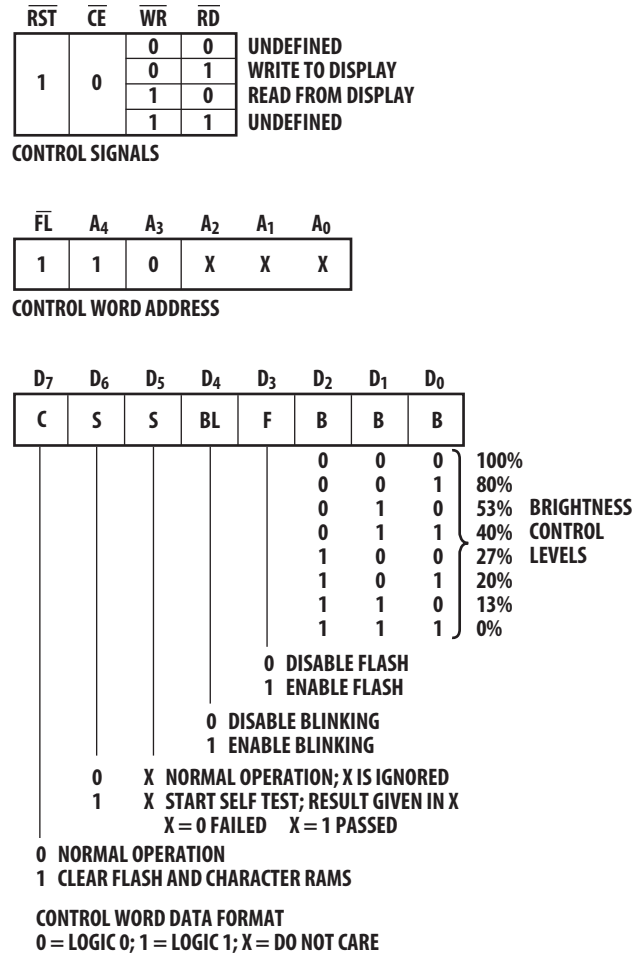 RST CE WR RD
0 0 UNDEFINED
1 0 0 1 WRITE TO DISPLAY
1 0 READ FROM DISPLAY
1 1 UNDEFINED
CONTROL SIGNALS
FL A4 A3 A2 A1 A0
1 1 0 X X X
CONTROL WORD ADDRESS
D7 D6 D5 D4 D3 D2 D1 D0
C S S BL F B B B
0 0 0 100%
0 0 1 80%
0 1 0 53% BRIGHTNESS
0 1 1 40% CONTROL
1 0 0 27% LEVELS
1 0 1 20%
1 1 0 13%
1 1 1 0%
0 DISABLE FLASH
1 ENABLE FLASH
0 DISABLE BLINKING
1 ENABLE BLINKING
0 X NORMAL OPERATION; X IS IGNORED
1 X START SELF TEST; RESULT GIVEN IN X
X = 0 FAILED X = 1 PASSED
0 NORMAL OPERATION
1 CLEAR FLASH AND CHARACTER RAMS
CONTROL WORD DATA FORMAT
0 = LOGIC 0; 1 = LOGIC 1; X = DO NOT CARE